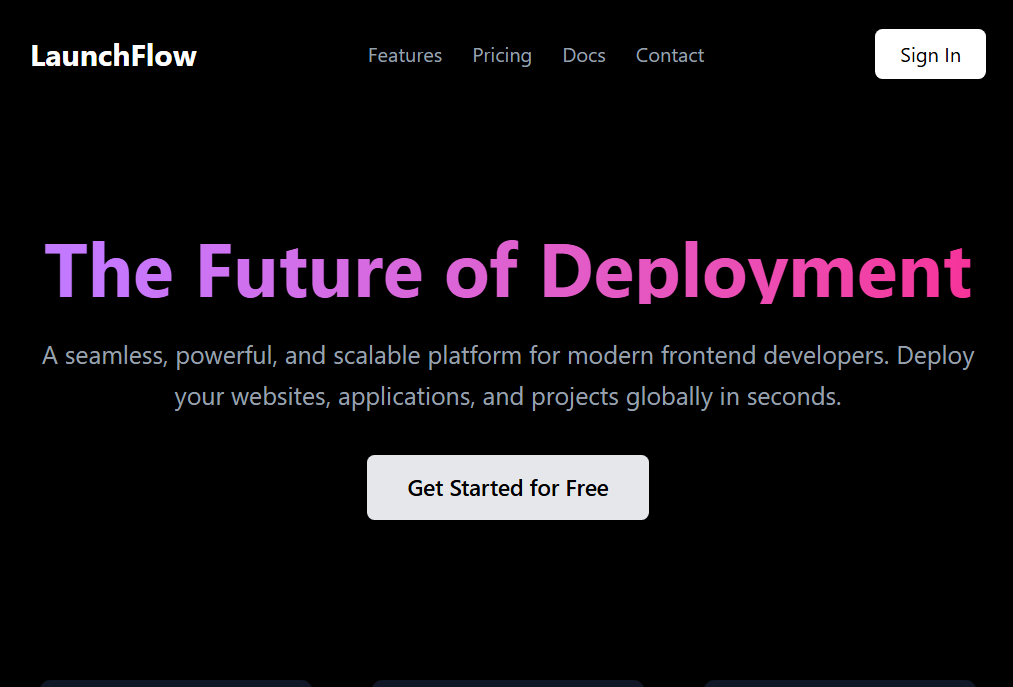 LaunchFlow
Features
Pricing
Docs
Contact
Sign In
The Future of Deployment
A seamless, powerful, and scalable platform for modern frontend developers. Deploy
your websites, applications, and projects globally in seconds.
Get Started for Free